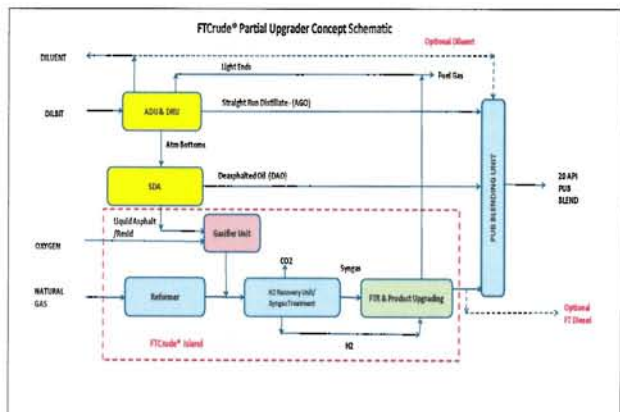 FTCrude® Partial Upgrader Concept Schematic
Optional Diluent
DILUENT
Light Ends
Fuel Gas
DILBIT
ADU & DRU
Straight Run Distillate - (AGO)
Atm Bottoms
SDA
Deasphalted Oil (DAO)
PUB BLENDING UNIT
20 API
PUB
BLEND
Liquid Asphalt
/Resid
Gasifier Unit
OXYGEN
CO2
Syngas
NATURAL
GAS
Reformer
H2 Recovery Unit/
Syngas Treatment
FTR & Product Upgrading
Optional
FT Diesel
H2
FTCrude® Island